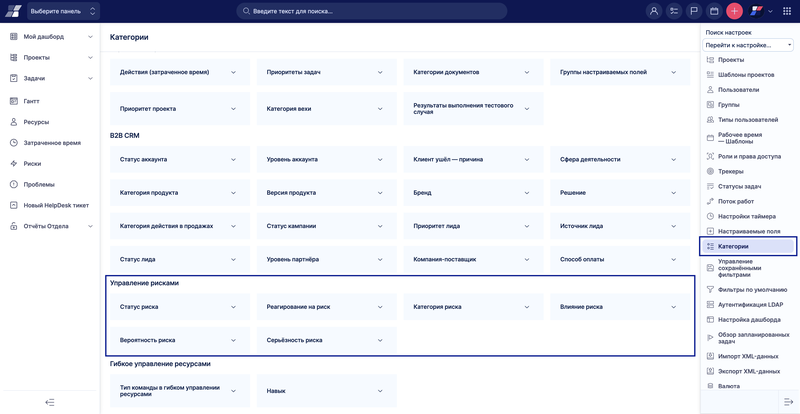 Выберите панель
Введите текст для поиска...
Мой дашборд
Проекты
Задачи
Гантт
Ресурсы
Затраченное время
Риски
Проблемы
Новый HelpDesk тикет
Отчёты Отдела
Категории
Действия (затраченное время)
Приоритеты задач
Категории документов
Группы настраиваемых полей
Приоритет проекта
Категория вехи
Результаты выполнения тестового
случая
B2B CRM
Статус аккаунта
Уровень аккаунта
Клиент ушёл — причина
Сфера деятельности
Категория продукта
Версия продукта
Бренд
Решение
Категория действия в продажах
Статус кампании
Приоритет лида
Источник лида
Статус лида
Уровень партнёра
Компания-поставщик
Способ оплаты
Управление рисками
Статус риска
Реагирование на риск
Категория риска
Влияние риска
Вероятность риска
Серьёзность риска
Гибкое управление ресурсами
Тип команды в гибком управлении
ресурсами
Навык
Поиск настроек
Перейти к настройке...
Проекты
Шаблоны проектов
Пользователи
Группы
Типы пользователей
Рабочее время
— Шаблоны
Роли и права доступа
Трекеры
Статусы задач
Поток работ
Настройки таймера
Настраиваемые поля
Категории
Управление
сохранёнными
фильтрами
Фильтры по умолчанию
Аутентификация LDAP
Настройка дашборда
Обзор запланированных
задач
Импорт XML-данных
Экспорт XML-данных
Валюта